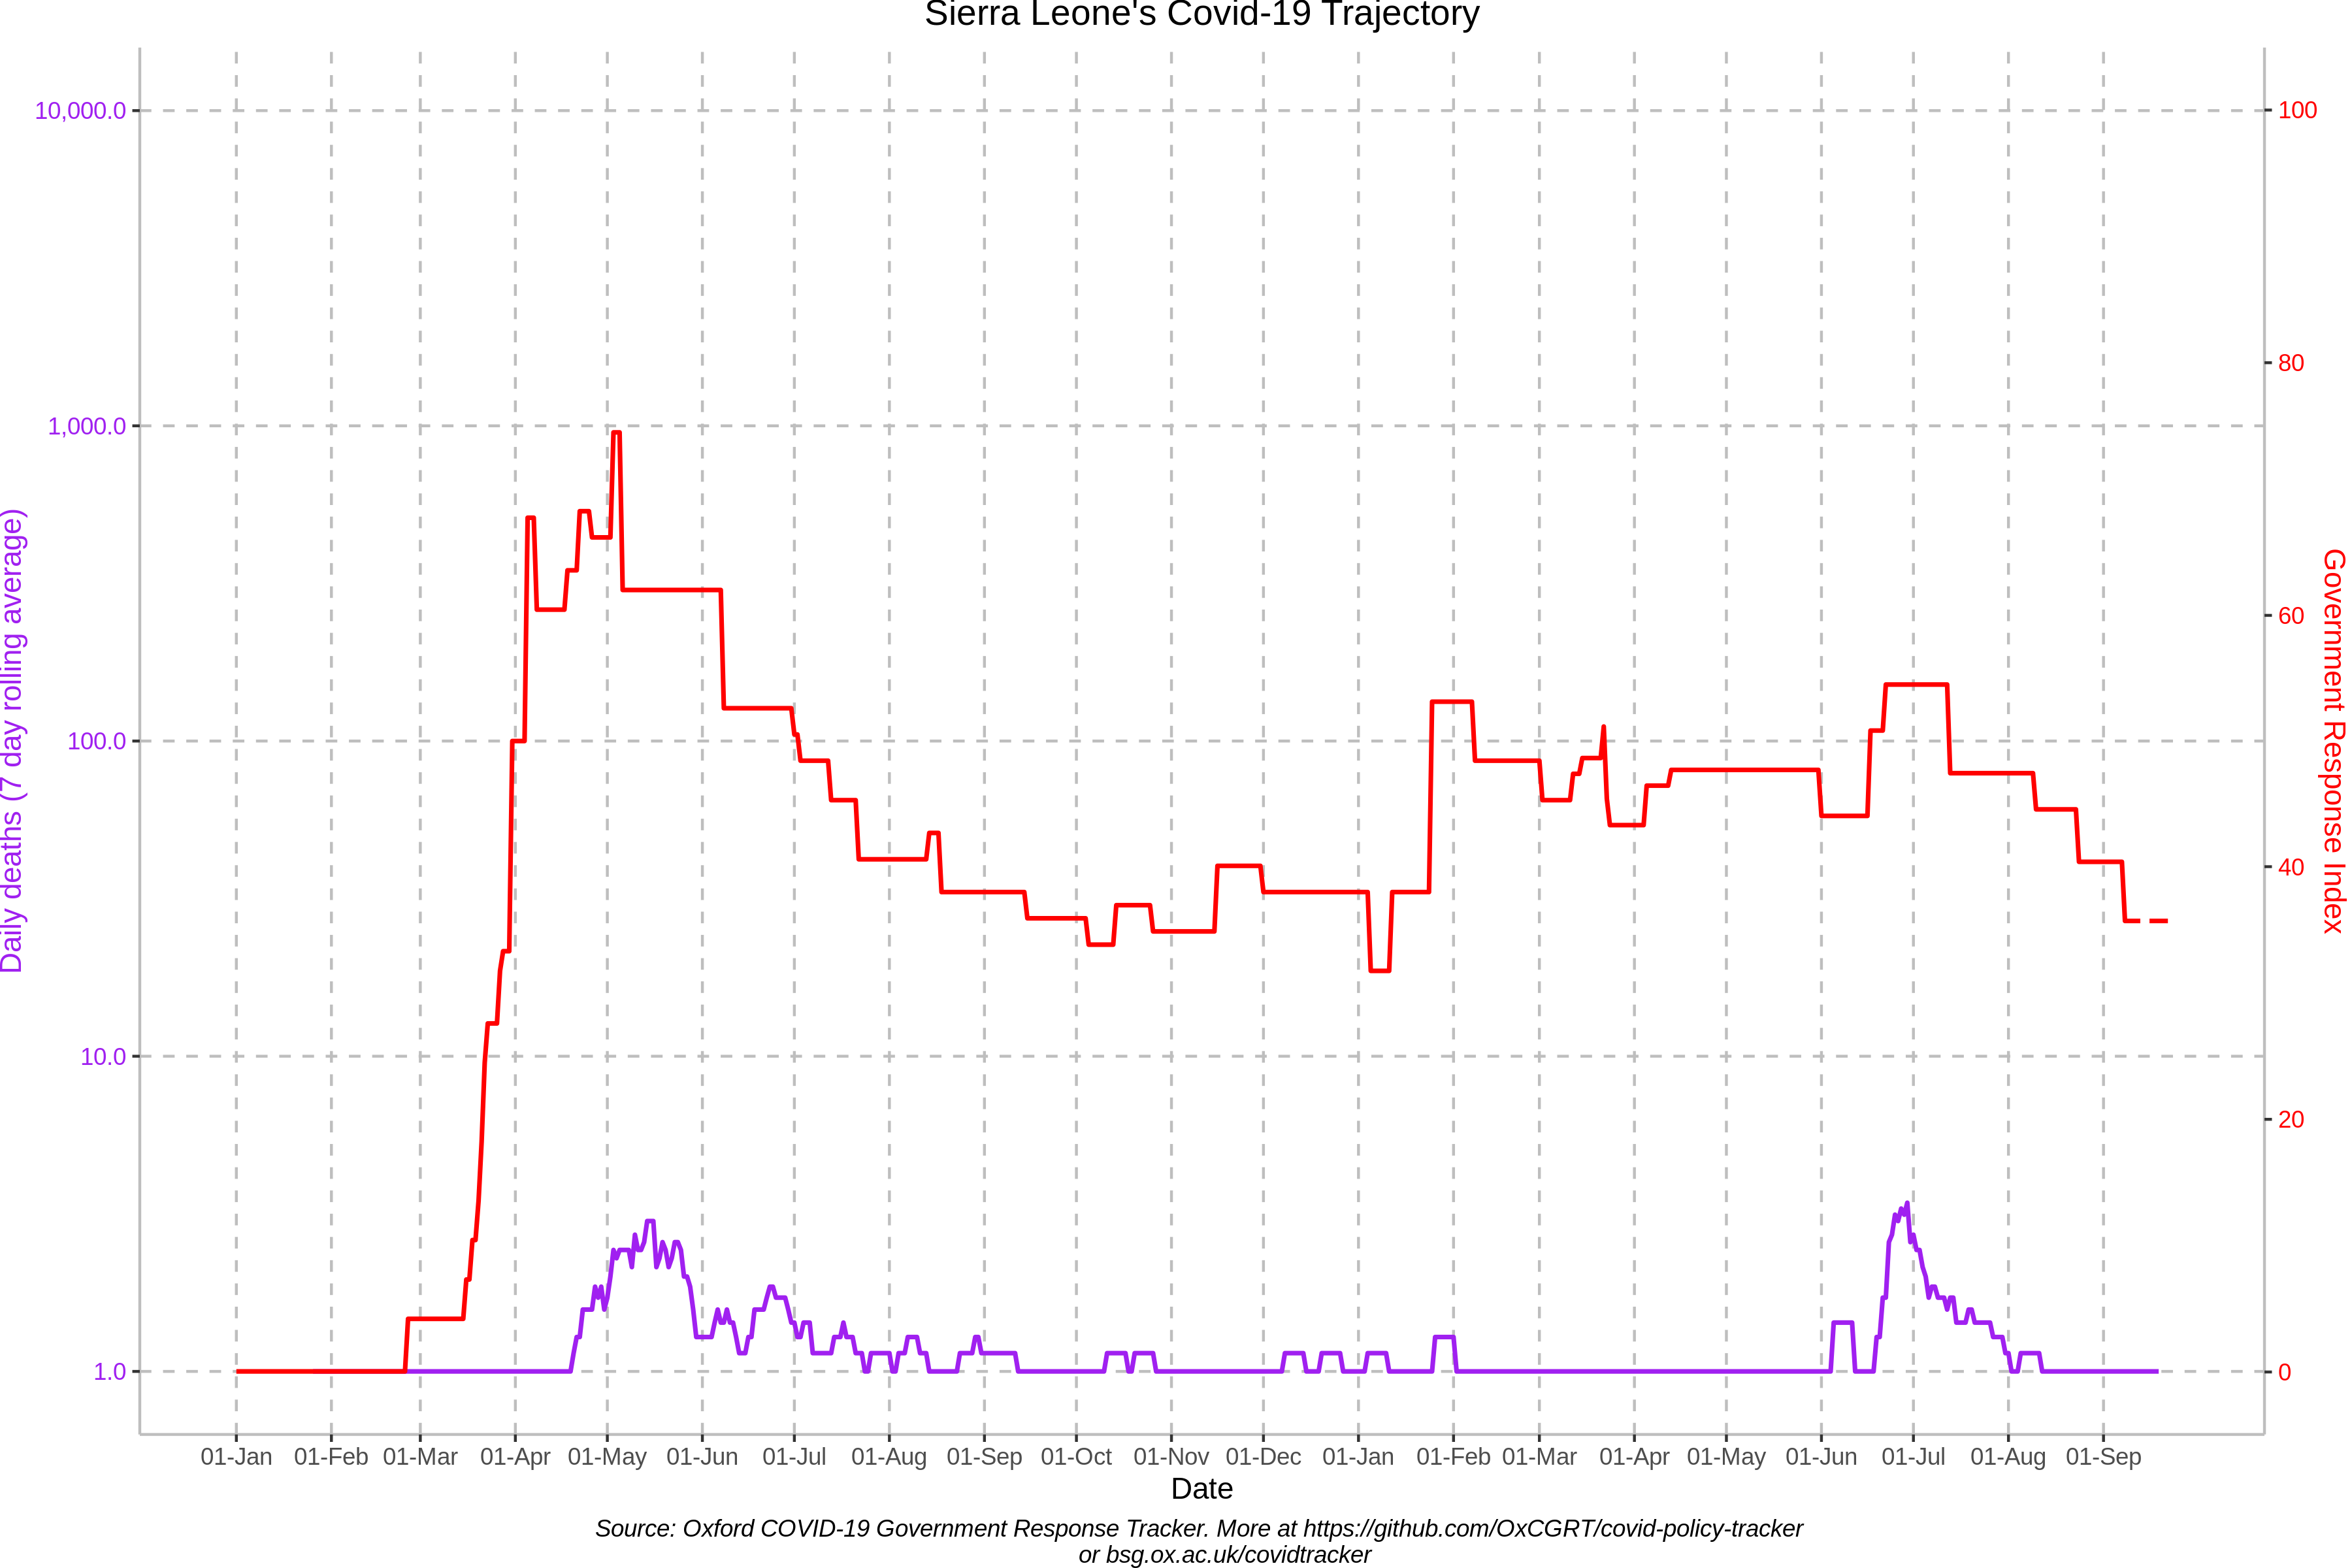 Sierra Leone's Covid-19 Trajectory
10,000.0
1,000.0
100.0
10.0
1.0
Daily deaths (7 day rolling average)
100
80
60
40
20
0
Government Response Index
01-Jan 01-Feb 01-Mar 01-Apr 01-May 01-Jun 01-Jul 01-Aug 01-Sep 01-Oct 01-Nov 01-Dec 01-Jan 01-Feb 01-Mar 01-Apr 01-May 01-Jun 01-Jul 01-Aug 01-Sep
Date
Source: Oxford COVID-19 Government Response Tracker. More at https://github.com/OxCGRT/covid-policy-tracker
or bsg.ox.ac.uk/covidtracker